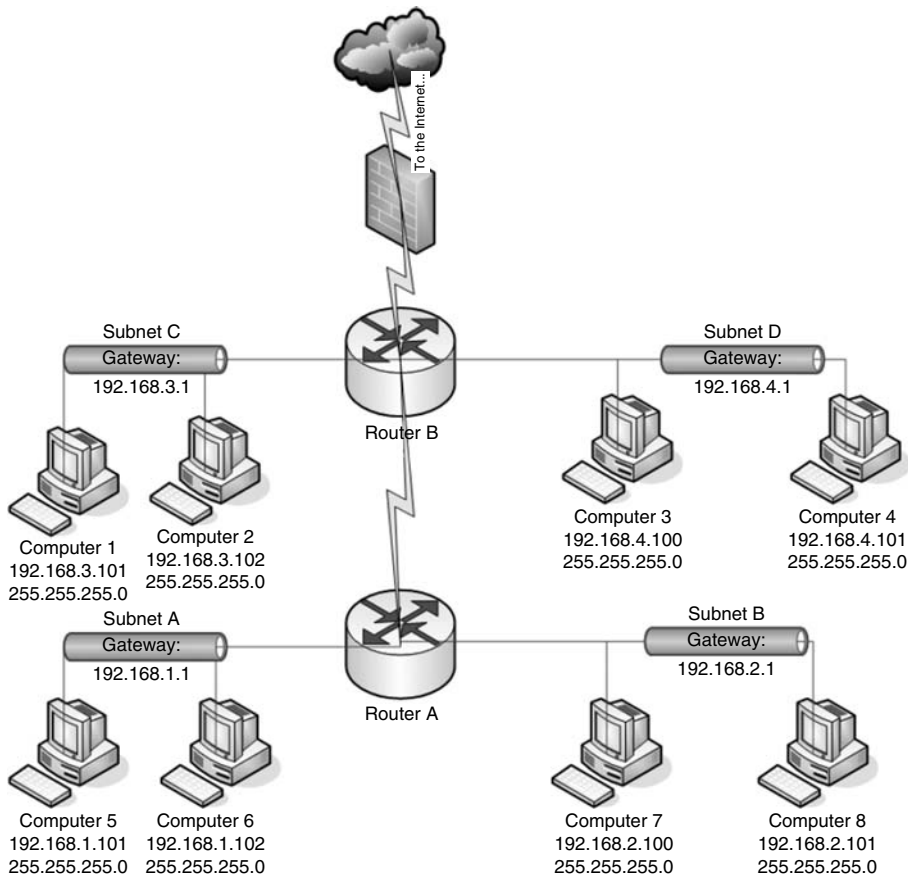 To the Internet...
Subnet C
Gateway:
192.168.3.1
Router B
Subnet D
Gateway:
192.168.4.1
Computer 1
192.168.3.101
255.255.255.0
Computer 2
192.168.3.102
255.255.255.0
Computer 3
192.168.4.100
255.255.255.0
Computer 4
192.168.4.101
255.255.255.0
Subnet A
Gateway:
192.168.1.1
Router A
Subnet B
Gateway:
192.168.2.1
Computer 5
192.168.1.101
255.255.255.0
Computer 6
192.168.1.102
255.255.255.0
Computer 7
192.168.2.100
255.255.255.0
Computer 8
192.168.2.101
255.255.255.0